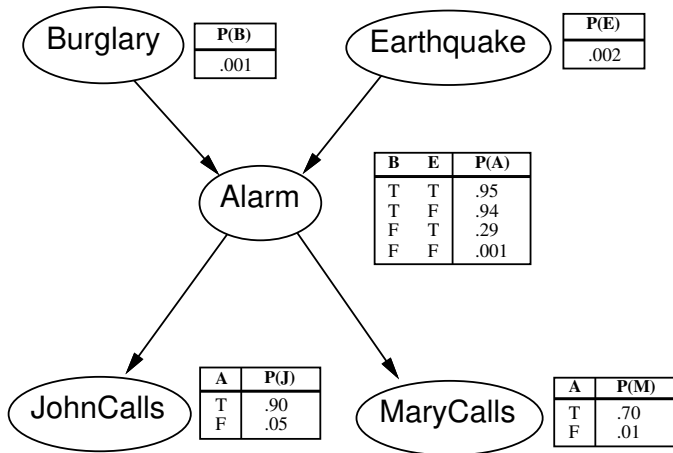 Burglary
P(B)
.001
Earthquake
P(E)
.002
Alarm
B E P(A)
T T .95
T F .94
F T .29
F F .001
JohnCalls
A P(J)
T .90
F .05
MaryCalls
A P(M)
T .70
F .01